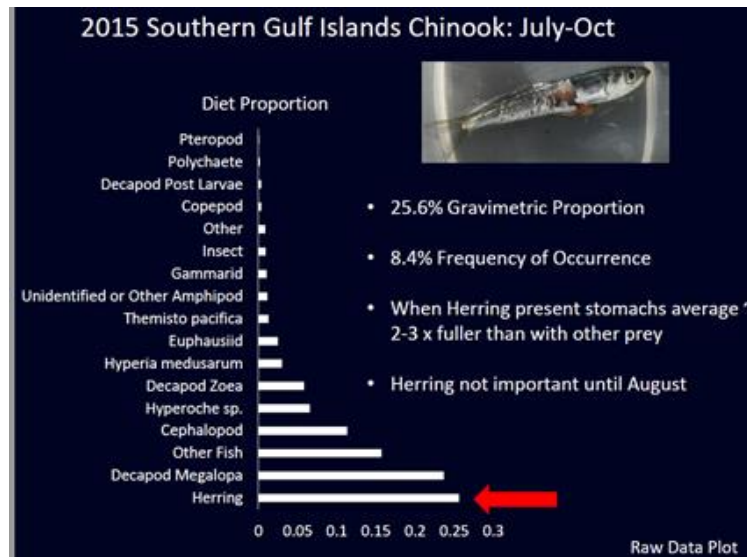 2015 Southern Gulf Islands Chinook: July-Oct
Diet Proportion
Pteropod
Polychaete
Decapod Post Larvae
Copepod
Other
Insect
Gammarid
Unidentified or Other Amphipod
Themisto pacifica
Euphausiid
Hyperia medusarum
Decapod Zoea
Hyperoche sp.
Cephalopod
Other Fish
Decapod Megalopa
Herring
0 0.05 0.1 0.15 0.2 0.25 0.3
• 25.6% Gravimetric Proportion
• 8.4% Frequency of Occurrence
• When Herring present stomachs average
2-3 x fuller than with other prey
• Herring not important until August
Raw Data Plot